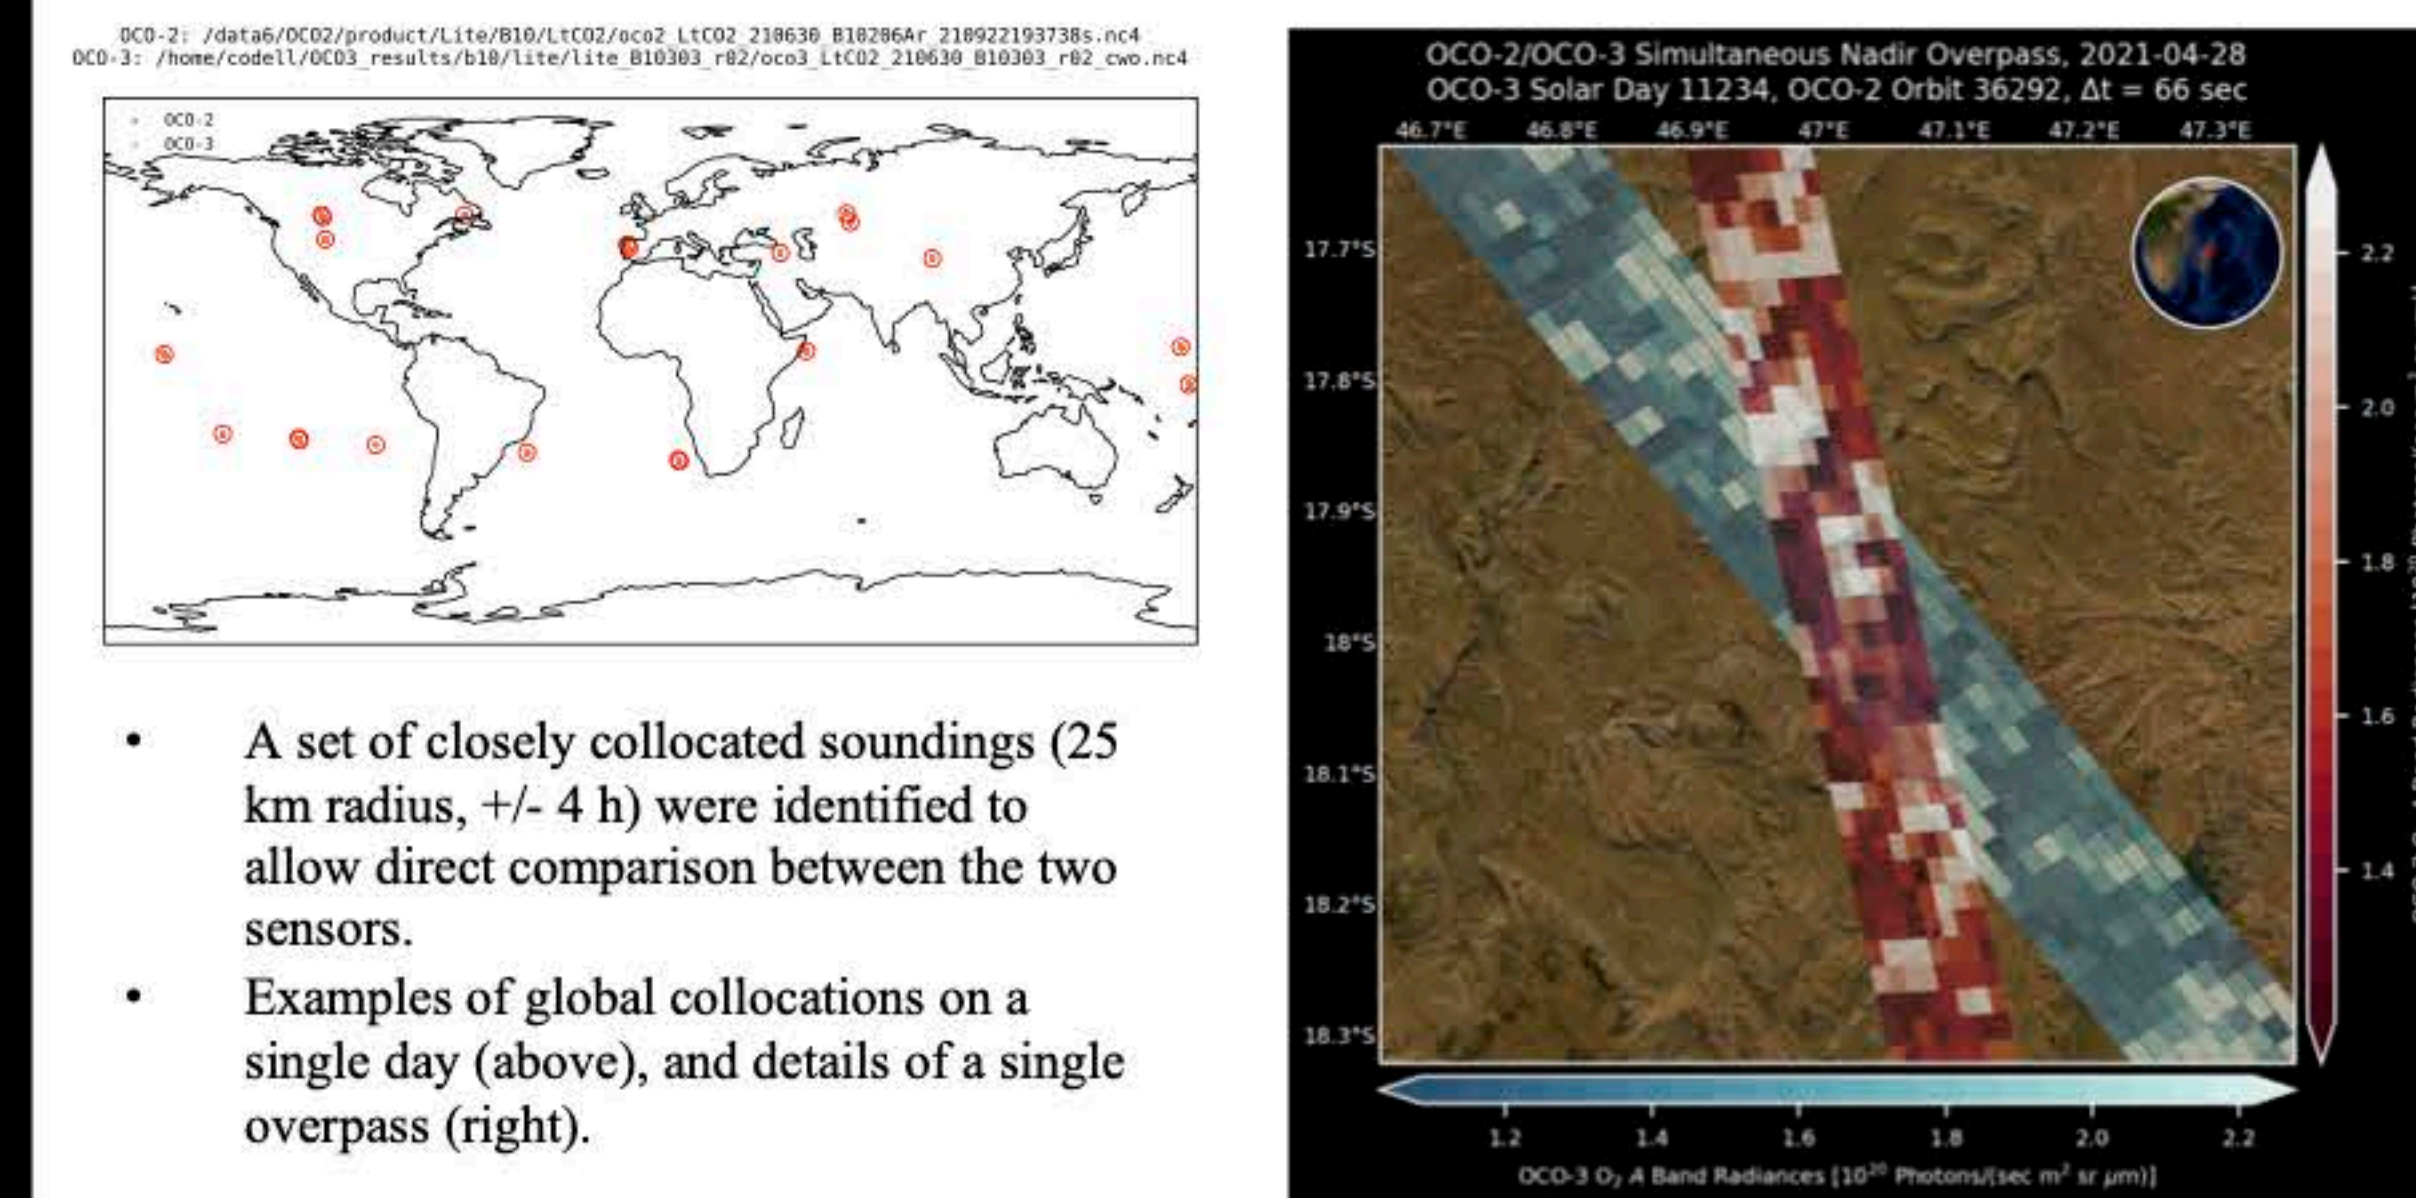 OCO-2: /data6/OCO2/product/Lite/B10/LtCO2/oco2_LtCO2_210630_B10206Ar_210922193738s.nc4
OCO-3: /home/codell/OCO3_results/b10/lite/lite_B10303_r02/oco3_LtCO2_210630_B10303_r02_cwo.nc4
OCO-2
OCO-3
• A set of closely collocated soundings (25
km radius, +/- 4 h) were identified to
allow direct comparison between the two
sensors.
• Examples of global collocations on a
single day (above), and details of a single
overpass (right).
OCO-2/OCO-3 Simultaneous Nadir Overpass, 2021-04-28
OCO-3 Solar Day 11234, OCO-2 Orbit 36292, Δt = 66 sec
46.7°E 46.8°E 46.9°E 47°E 47.1°E 47.2°E 47.3°E
17.7°S
17.8°S
17.9°S
18°S
18.1°S
18.2°S
18.3°S
2.2
2.0
1.8
1.6
1.4
1.2 1.4 1.6 1.8 2.0 2.2
OCO-3 O₂ A Band Radiances [10²⁰ Photons/(sec m² sr μm)]